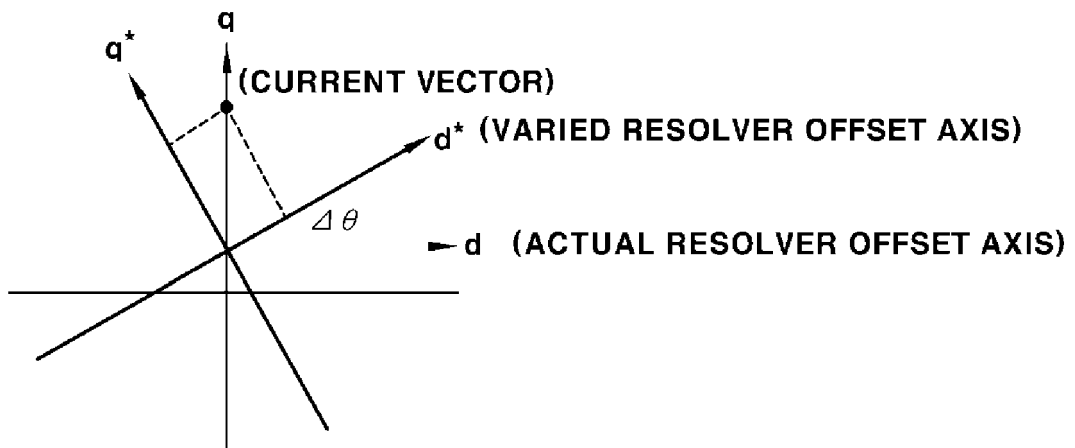 q
q*
(CURRENT VECTOR)
d* (VARIED RESOLVER OFFSET AXIS)
Δθ
d (ACTUAL RESOLVER OFFSET AXIS)